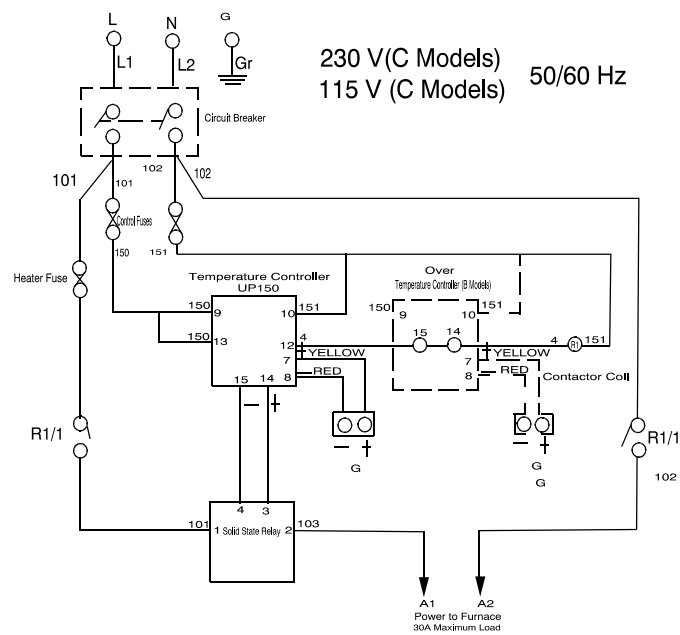 L N G
L1 L2 Gr
230 V(C Models)
115 V (C Models)
50/60 Hz
Circuit Breaker
101 101 102 102
Control Fuses
150 151
Heater Fuse
Temperature Controller
UP150
Over
Temperature Controller (B Models)
150 9 10 151
150 9 10 151
150 13
12 4
15 14
4 R1 151
7 YELLOW
8 RED
7 YELLOW
8 RED
Contactor Coil
15 14
− +
− +
− +
G
G
G
R1/1
R1/1
102
4 3
101 1 Solid State Relay 2 103
A1 A2
Power to Furnace
30A Maximum Load